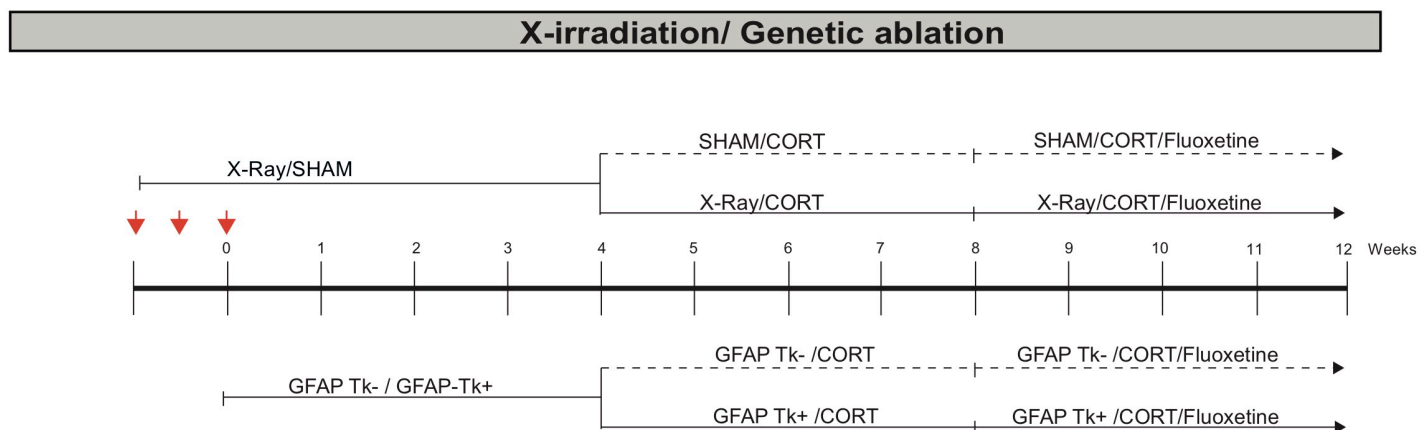 X-irradiation/ Genetic ablation
SHAM/CORT SHAM/CORT/Fluoxetine
X-Ray/SHAM
X-Ray/CORT X-Ray/CORT/Fluoxetine
0 1 2 3 4 5 6 7 8 9 10 11 12 Weeks
GFAP Tk- /CORT GFAP Tk- /CORT/Fluoxetine
GFAP Tk- / GFAP-Tk+
GFAP Tk+ /CORT GFAP Tk+ /CORT/Fluoxetine